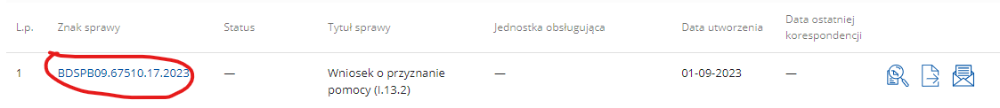 L.p. Znak sprawy Status Tytuł sprawy Jednostka obsługująca Data utworzenia Data ostatniej
korespondencji
1 BDSPB09.67510.17.2023 — Wniosek o przyznanie — 01-09-2023 —
pomocy (I.13.2)